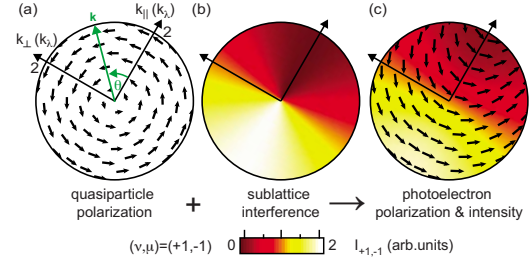 (a)
k
k∥ (kλ)
2
k⊥ (kλ)
2
θ
(b)
(c)
quasiparticle
polarization
+
sublattice
interference
→
photoelectron
polarization & intensity
(ν,μ)=(+1,-1) 0 2 I+1,-1 (arb.units)